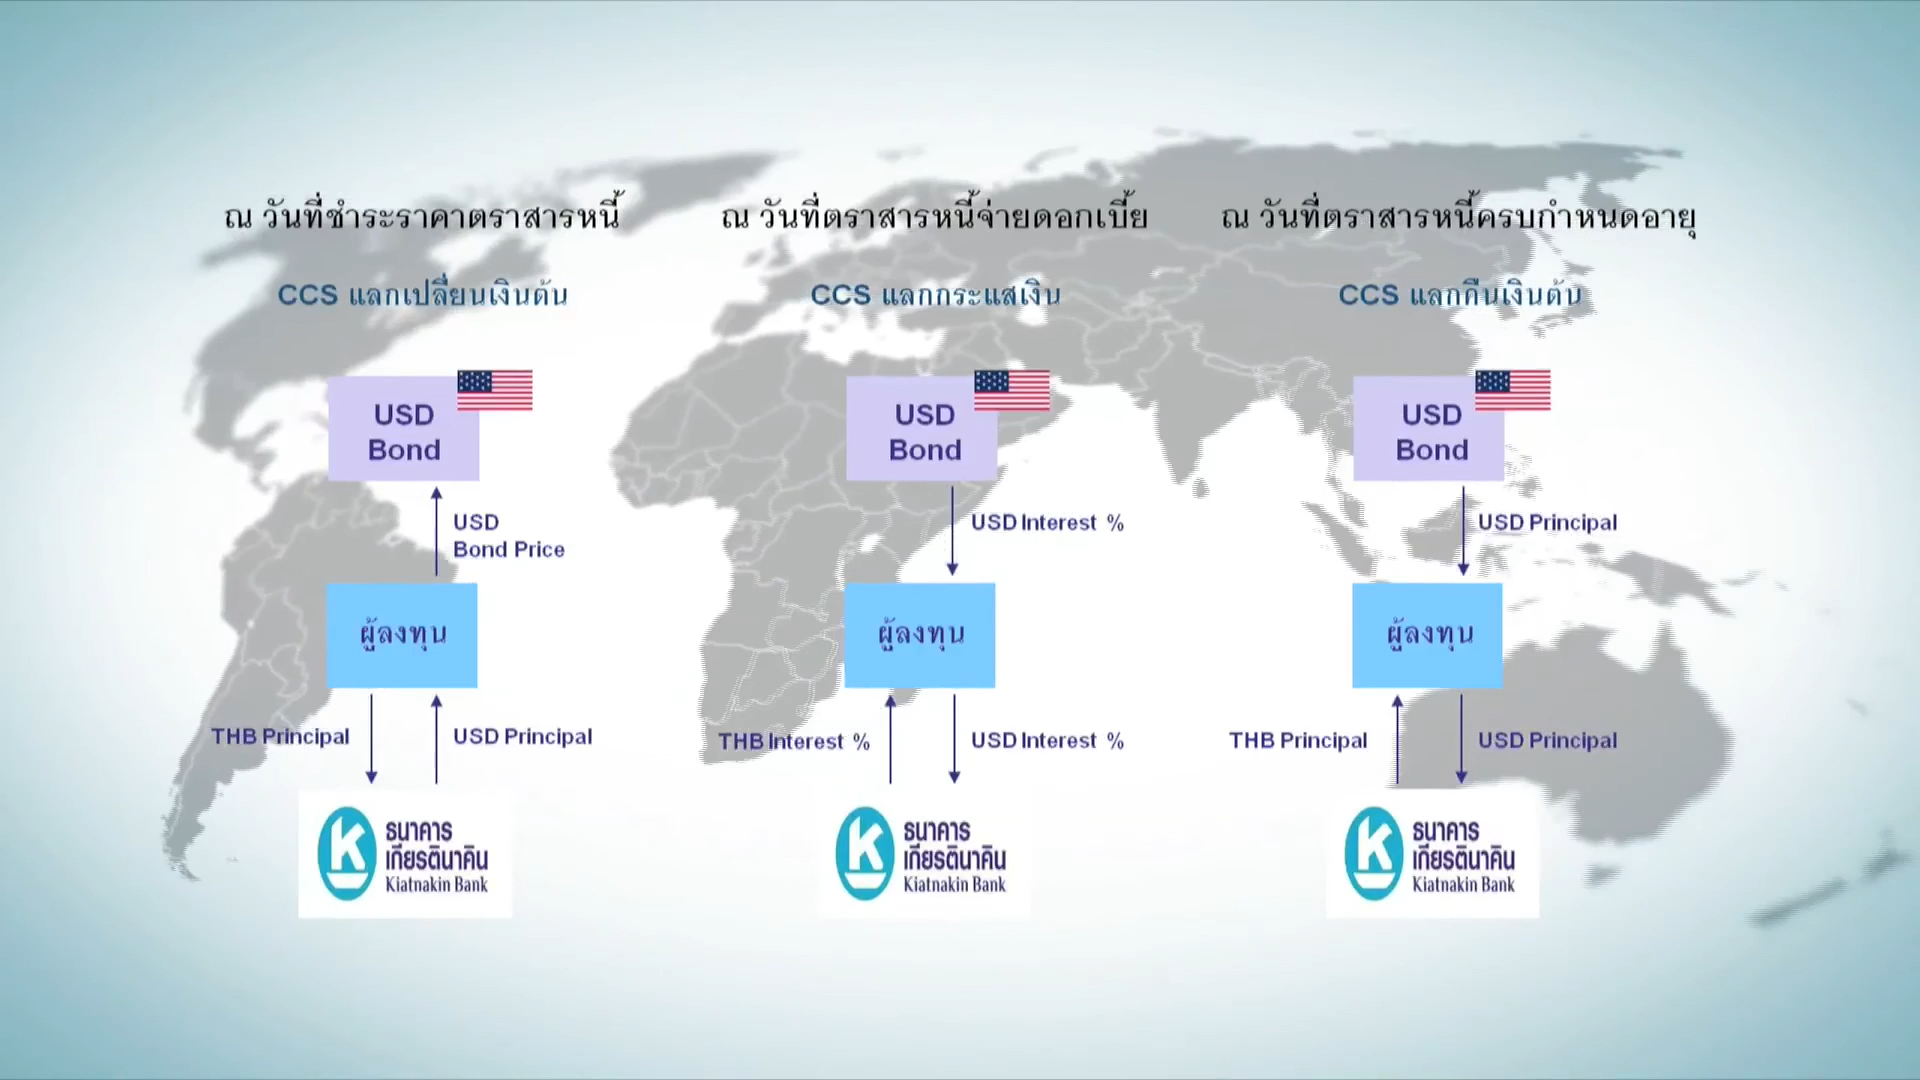 ณ วันที่ชำระราคาตราสารหนี้
CCS แลกเปลี่ยนเงินต้น
USD
Bond
USD
Bond Price
ผู้ลงทุน
THB Principal
USD Principal
ธนาคาร
เกียรตินาคิน
Kiatnakin Bank
ณ วันที่ตราสารหนี้จ่ายดอกเบี้ย
CCS แลกกระแสเงิน
USD
Bond
USD Interest %
ผู้ลงทุน
THB Interest %
USD Interest %
ธนาคาร
เกียรตินาคิน
Kiatnakin Bank
ณ วันที่ตราสารหนี้ครบกำหนดอายุ
CCS แลกคืนเงินต้น
USD
Bond
USD Principal
ผู้ลงทุน
THB Principal
USD Principal
ธนาคาร
เกียรตินาคิน
Kiatnakin Bank